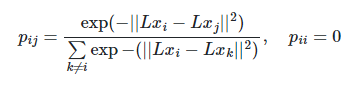 p_{ij} = \frac{\exp(-||Lx_i - Lx_j||^2)}{\sum_{k \neq i} \exp -(||Lx_i - Lx_k||^2)}, \quad p_{ii} = 0